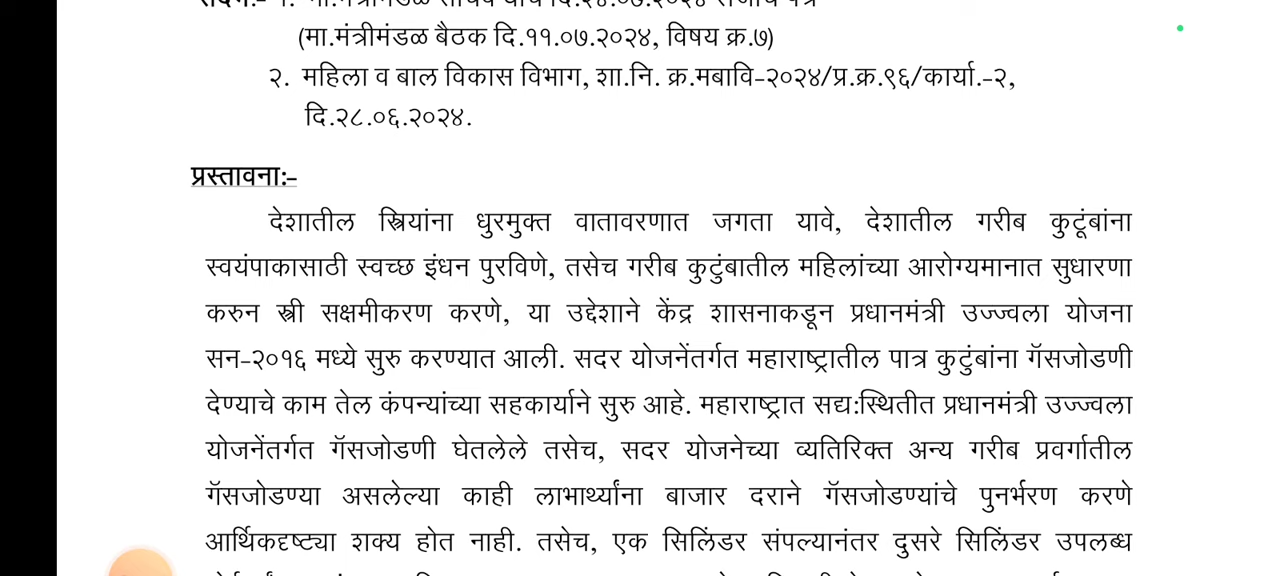 (मा.मंत्रीमंडळ बैठक दि.११.०७.२०२४, विषय क्र.७)
२. महिला व बाल विकास विभाग, शा.नि. क्र.मबावि-२०२४/प्र.क्र.९६/कार्या.-२,
दि.२८.०६.२०२४.
प्रस्तावना:-
देशातील स्त्रियांना धुरमुक्त वातावरणात जगता यावे, देशातील गरीब कुटूंबांना
स्वयंपाकासाठी स्वच्छ इंधन पुरविणे, तसेच गरीब कुटुंबातील महिलांच्या आरोग्यमानात सुधारणा
करुन स्त्री सक्षमीकरण करणे, या उद्देशाने केंद्र शासनाकडून प्रधानमंत्री उज्ज्वला योजना
सन-२०१६ मध्ये सुरु करण्यात आली. सदर योजनेंतर्गत महाराष्ट्रातील पात्र कुटुंबांना गॅसजोडणी
देण्याचे काम तेल कंपन्यांच्या सहकार्याने सुरु आहे. महाराष्ट्रात सद्य:स्थितीत प्रधानमंत्री उज्ज्वला
योजनेंतर्गत गॅसजोडणी घेतलेले तसेच, सदर योजनेच्या व्यतिरिक्त अन्य गरीब प्रवर्गातील
गॅसजोडण्या असलेल्या काही लाभार्थ्यांना बाजार दराने गॅसजोडण्यांचे पुनर्भरण करणे
आर्थिकदृष्ट्या शक्य होत नाही. तसेच, एक सिलिंडर संपल्यानंतर दुसरे सिलिंडर उपलब्ध